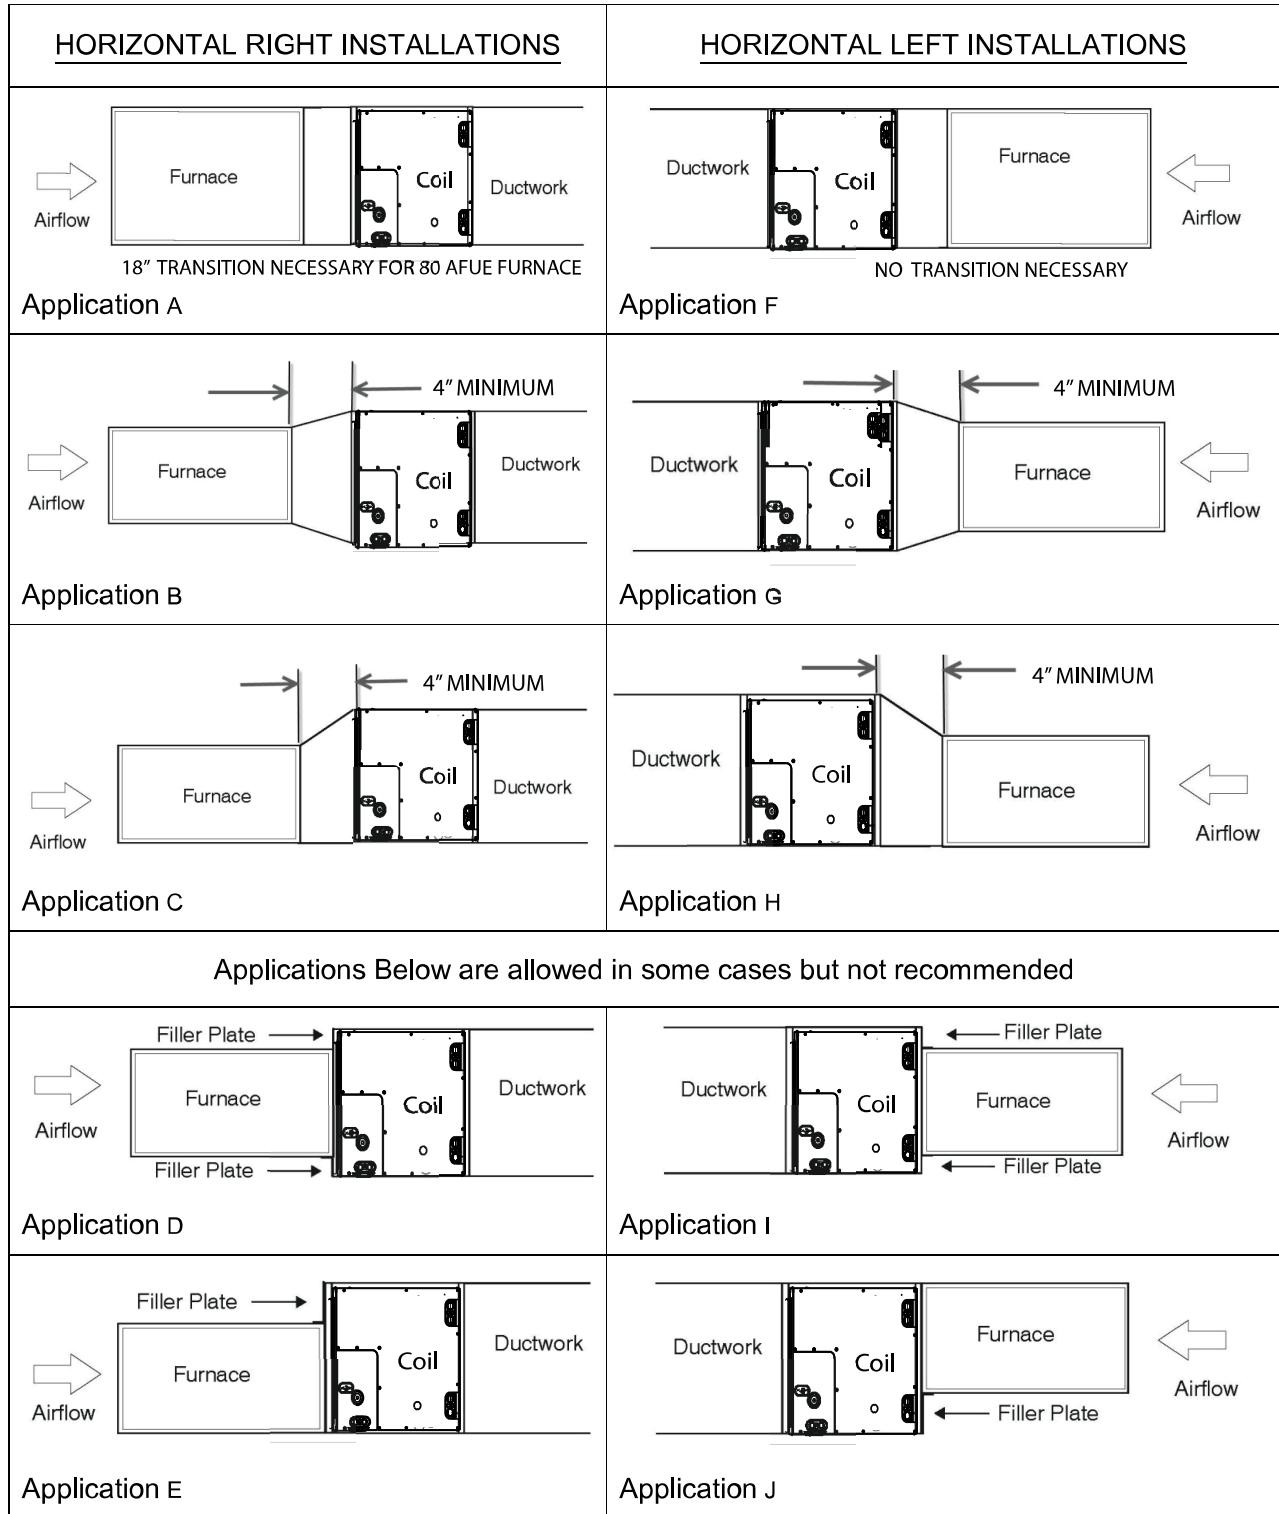 HORIZONTAL RIGHT INSTALLATIONS
HORIZONTAL LEFT INSTALLATIONS
Furnace
Coil
Ductwork
Airflow
18" TRANSITION NECESSARY FOR 80 AFUE FURNACE
Application A
Ductwork
Coil
Furnace
Airflow
NO TRANSITION NECESSARY
Application F
4" MINIMUM
Furnace
Coil
Ductwork
Airflow
Application B
4" MINIMUM
Ductwork
Coil
Furnace
Airflow
Application G
4" MINIMUM
Furnace
Coil
Ductwork
Airflow
Application C
4" MINIMUM
Ductwork
Coil
Furnace
Airflow
Application H
Applications Below are allowed in some cases but not recommended
Filler Plate
Furnace
Coil
Ductwork
Airflow
Filler Plate
Application D
Filler Plate
Ductwork
Coil
Furnace
Airflow
Filler Plate
Application I
Filler Plate
Furnace
Coil
Ductwork
Airflow
Application E
Ductwork
Coil
Furnace
Airflow
Filler Plate
Application J